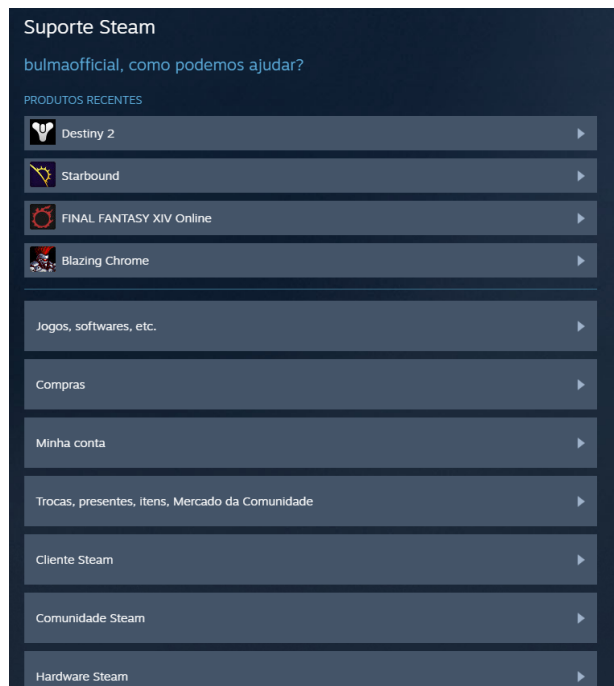 Suporte Steam
bulmaofficial, como podemos ajudar?
PRODUTOS RECENTES
Destiny 2
Starbound
FINAL FANTASY XIV Online
Blazing Chrome
Jogos, softwares, etc.
Compras
Minha conta
Trocas, presentes, itens, Mercado da Comunidade
Cliente Steam
Comunidade Steam
Hardware Steam